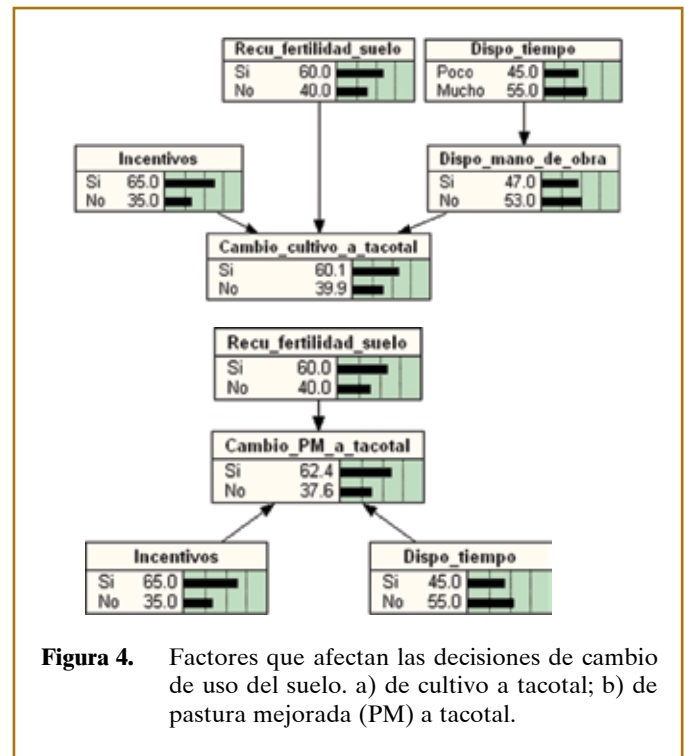 Recu_fertilidad_suelo
Si 60.0
No 40.0
Dispo_tiempo
Poco 45.0
Mucho 55.0
Incentivos
Si 65.0
No 35.0
Dispo_mano_de_obra
Si 47.0
No 53.0
Cambio_cultivo_a_tacotal
Si 60.1
No 39.9
Recu_fertilidad_suelo
Si 60.0
No 40.0
Cambio_PM_a_tacotal
Si 62.4
No 37.6
Incentivos
Si 65.0
No 35.0
Dispo_tiempo
Si 45.0
No 55.0
Figura 4. Factores que afectan las decisiones de cambio
de uso del suelo. a) de cultivo a tacotal; b) de
pastura mejorada (PM) a tacotal.